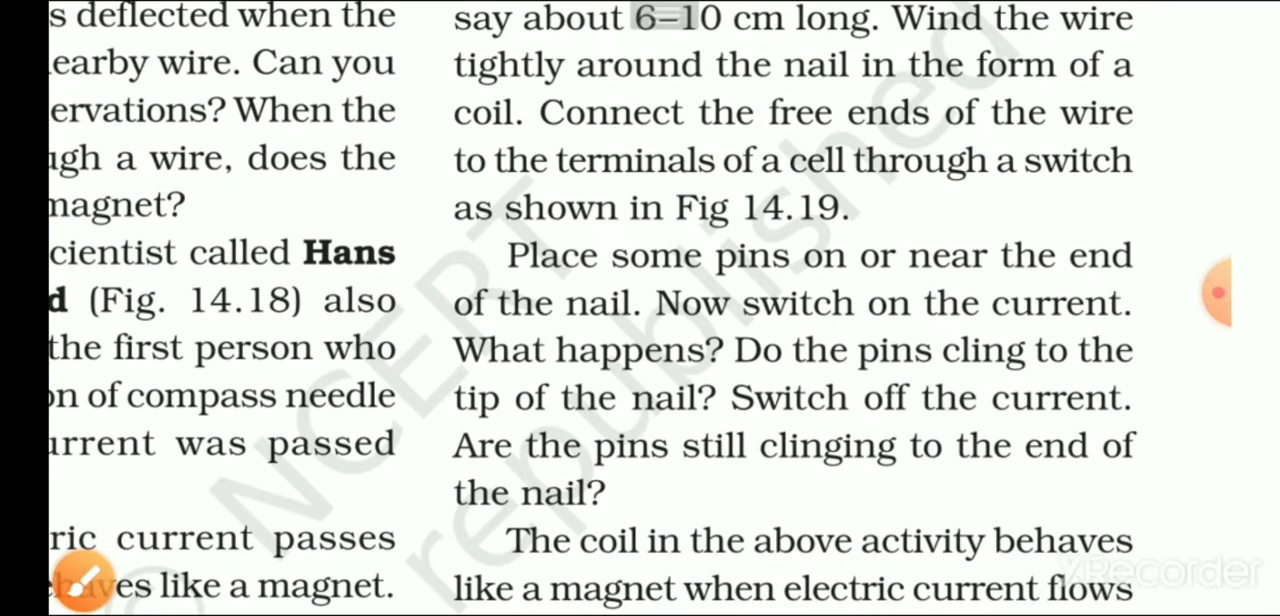 s deflected when the
earby wire. Can you
ervations? When the
gh a wire, does the
magnet?
cientist called Hans
d (Fig. 14.18) also
the first person who
n of compass needle
rrent was passed
ric current passes
ves like a magnet.
say about 6–10 cm long. Wind the wire
tightly around the nail in the form of a
coil. Connect the free ends of the wire
to the terminals of a cell through a switch
as shown in Fig 14.19.
Place some pins on or near the end
of the nail. Now switch on the current.
What happens? Do the pins cling to the
tip of the nail? Switch off the current.
Are the pins still clinging to the end of
the nail?
The coil in the above activity behaves
like a magnet when electric current flows
NCERT
republished
XRecorder